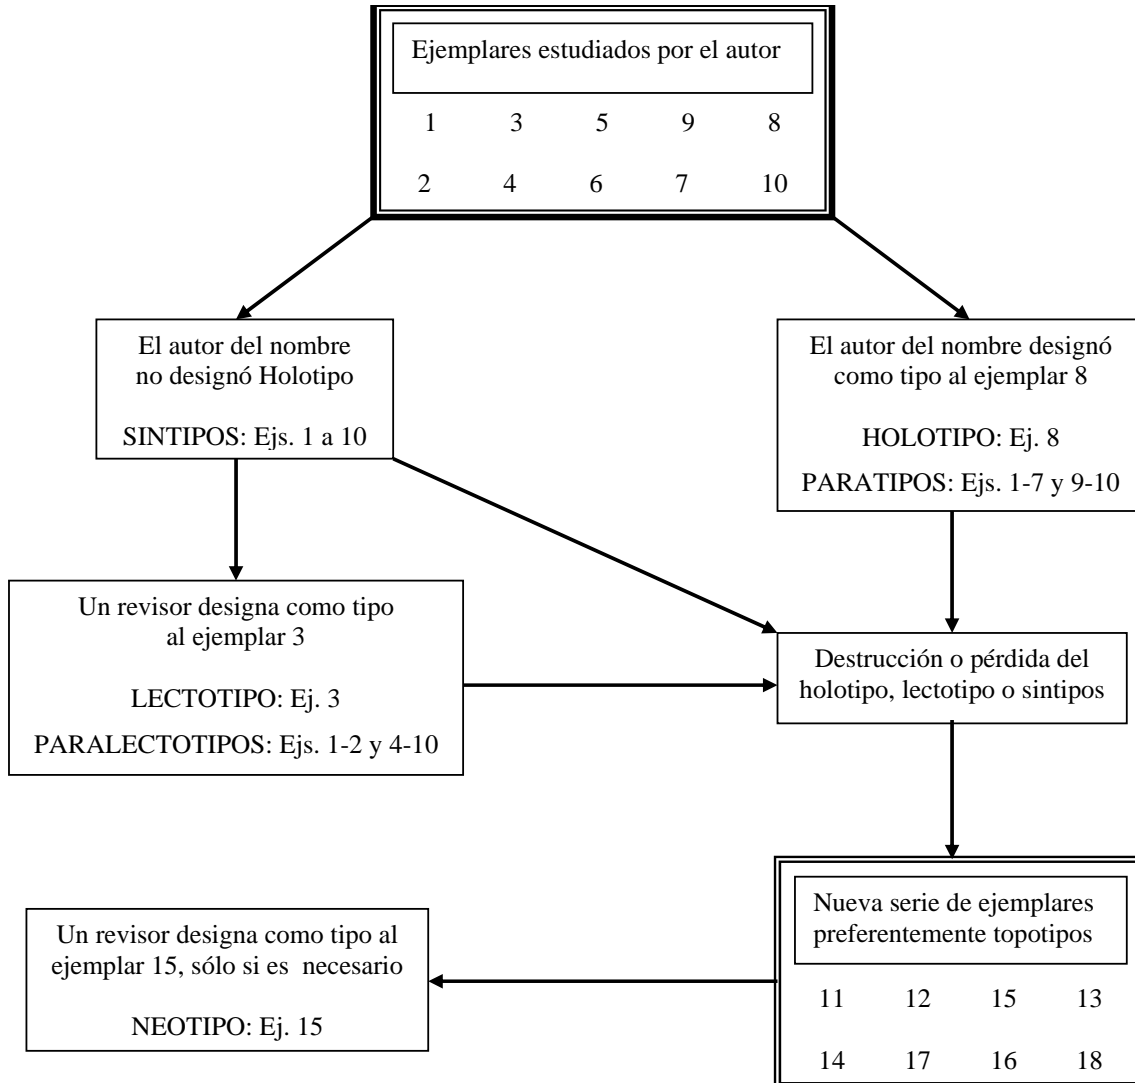 Ejemplares estudiados por el autor
1 3 5 9 8
2 4 6 7 10
El autor del nombre
no designó Holotipo
SINTIPOS: Ejs. 1 a 10
El autor del nombre designó
como tipo al ejemplar 8
HOLOTIPO: Ej. 8
PARATIPOS: Ejs. 1-7 y 9-10
Un revisor designa como tipo
al ejemplar 3
LECTOTIPO: Ej. 3
PARALECTOTIPOS: Ejs. 1-2 y 4-10
Destrucción o pérdida del
holotipo, lectotipo o sintipos
Nueva serie de ejemplares
preferentemente topotipos
11 12 15 13
14 17 16 18
Un revisor designa como tipo al
ejemplar 15, sólo si es necesario
NEOTIPO: Ej. 15